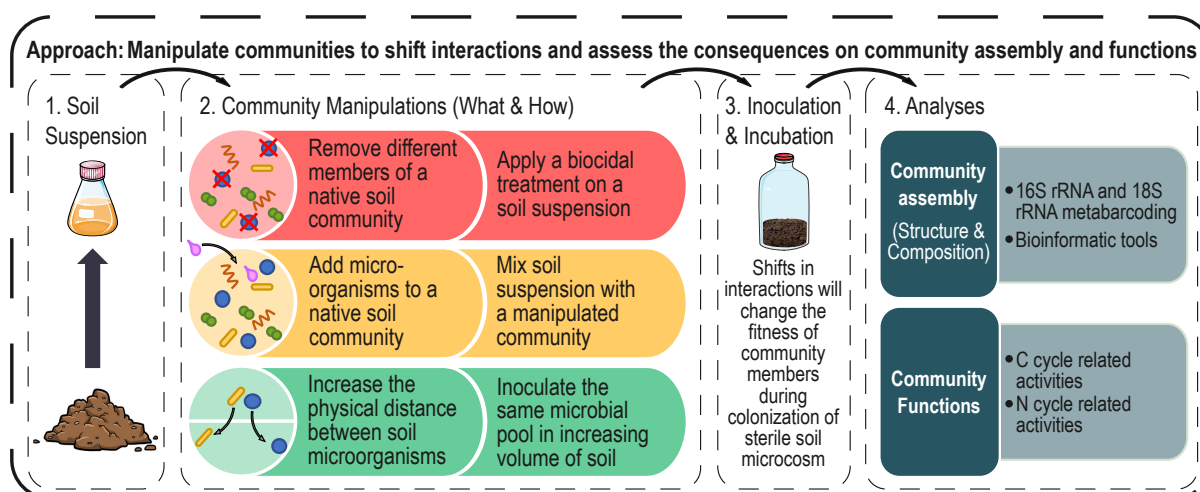 Approach: Manipulate communities to shift interactions and assess the consequences on community assembly and functions
1. Soil
Suspension
2. Community Manipulations (What & How)
Remove different
members of a
native soil
community
Apply a biocidal
treatment on a
soil suspension
Add micro-
organisms to a
native soil
community
Mix soil
suspension with
a manipulated
community
Increase the
physical distance
between soil
microorganisms
Inoculate the
same microbial
pool in increasing
volume of soil
3. Inoculation
& Incubation
Shifts in
interactions will
change the
fitness of
community
members
during
colonization of
sterile soil
microcosm
4. Analyses
Community
assembly
(Structure &
Composition)
• 16S rRNA and 18S
rRNA metabarcoding
• Bioinformatic tools
Community
Functions
• C cycle related
activities
• N cycle related
activities